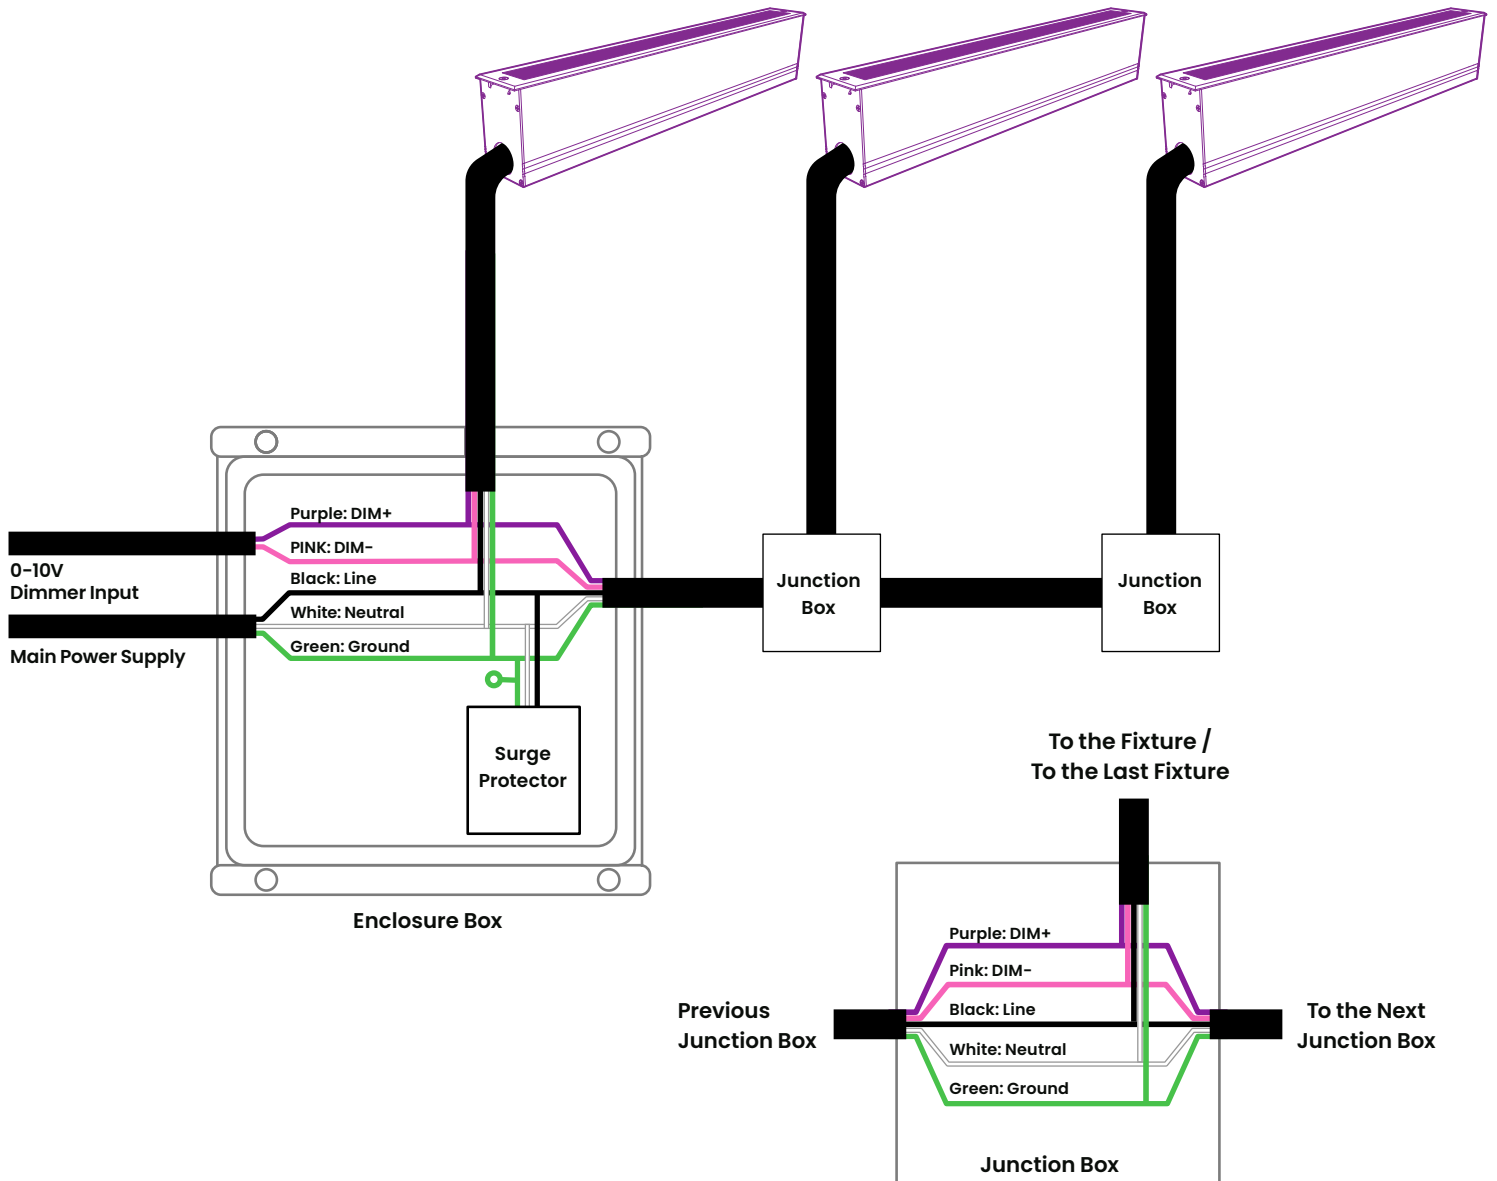 Purple: DIM+
PINK: DIM-
Black: Line
White: Neutral
Green: Ground
0-10V
Dimmer Input
Main Power Supply
Surge
Protector
Enclosure Box
Junction
Box
Junction
Box
To the Fixture /
To the Last Fixture
Purple: DIM+
Pink: DIM-
Black: Line
White: Neutral
Green: Ground
Previous
Junction Box
To the Next
Junction Box
Junction Box